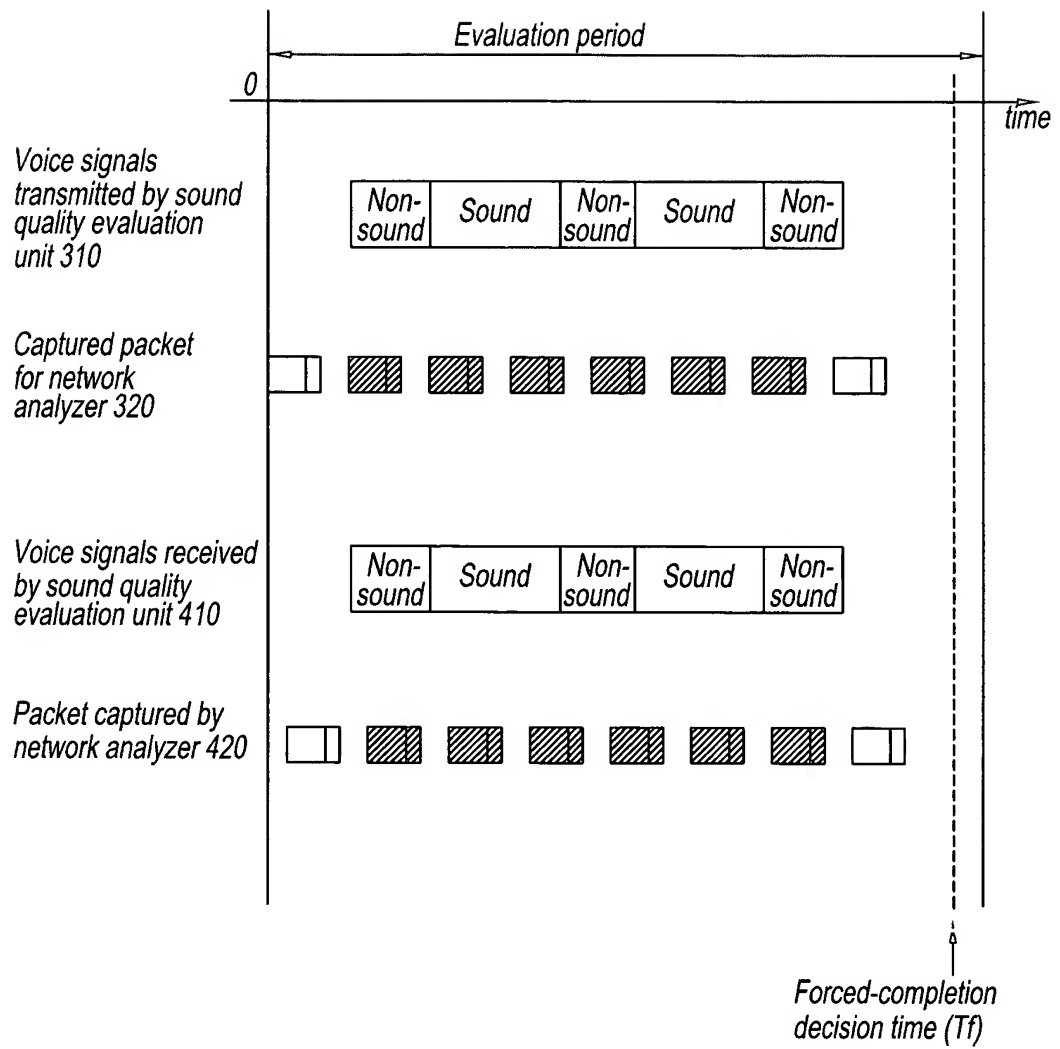 Evaluation period
0
time
Voice signals
transmitted by sound
quality evaluation
unit 310
Non-
sound
Sound
Non-
sound
Sound
Non-
sound
Captured packet
for network
analyzer 320
Voice signals received
by sound quality
evaluation unit 410
Non-
sound
Sound
Non-
sound
Sound
Non-
sound
Packet captured by
network analyzer 420
Forced-completion
decision time (Tf)